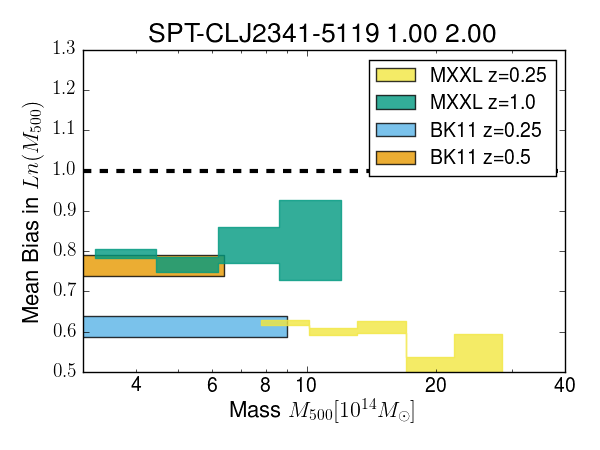 SPT-CLJ2341-5119 1.00 2.00
1.3
1.2
1.1
1.0
0.9
0.8
0.7
0.6
0.5
Mean Bias in Ln(M₅₀₀)
MXXL z=0.25
MXXL z=1.0
BK11 z=0.25
BK11 z=0.5
4 6 8 10 20 40
Mass M₅₀₀[10¹⁴M☉]